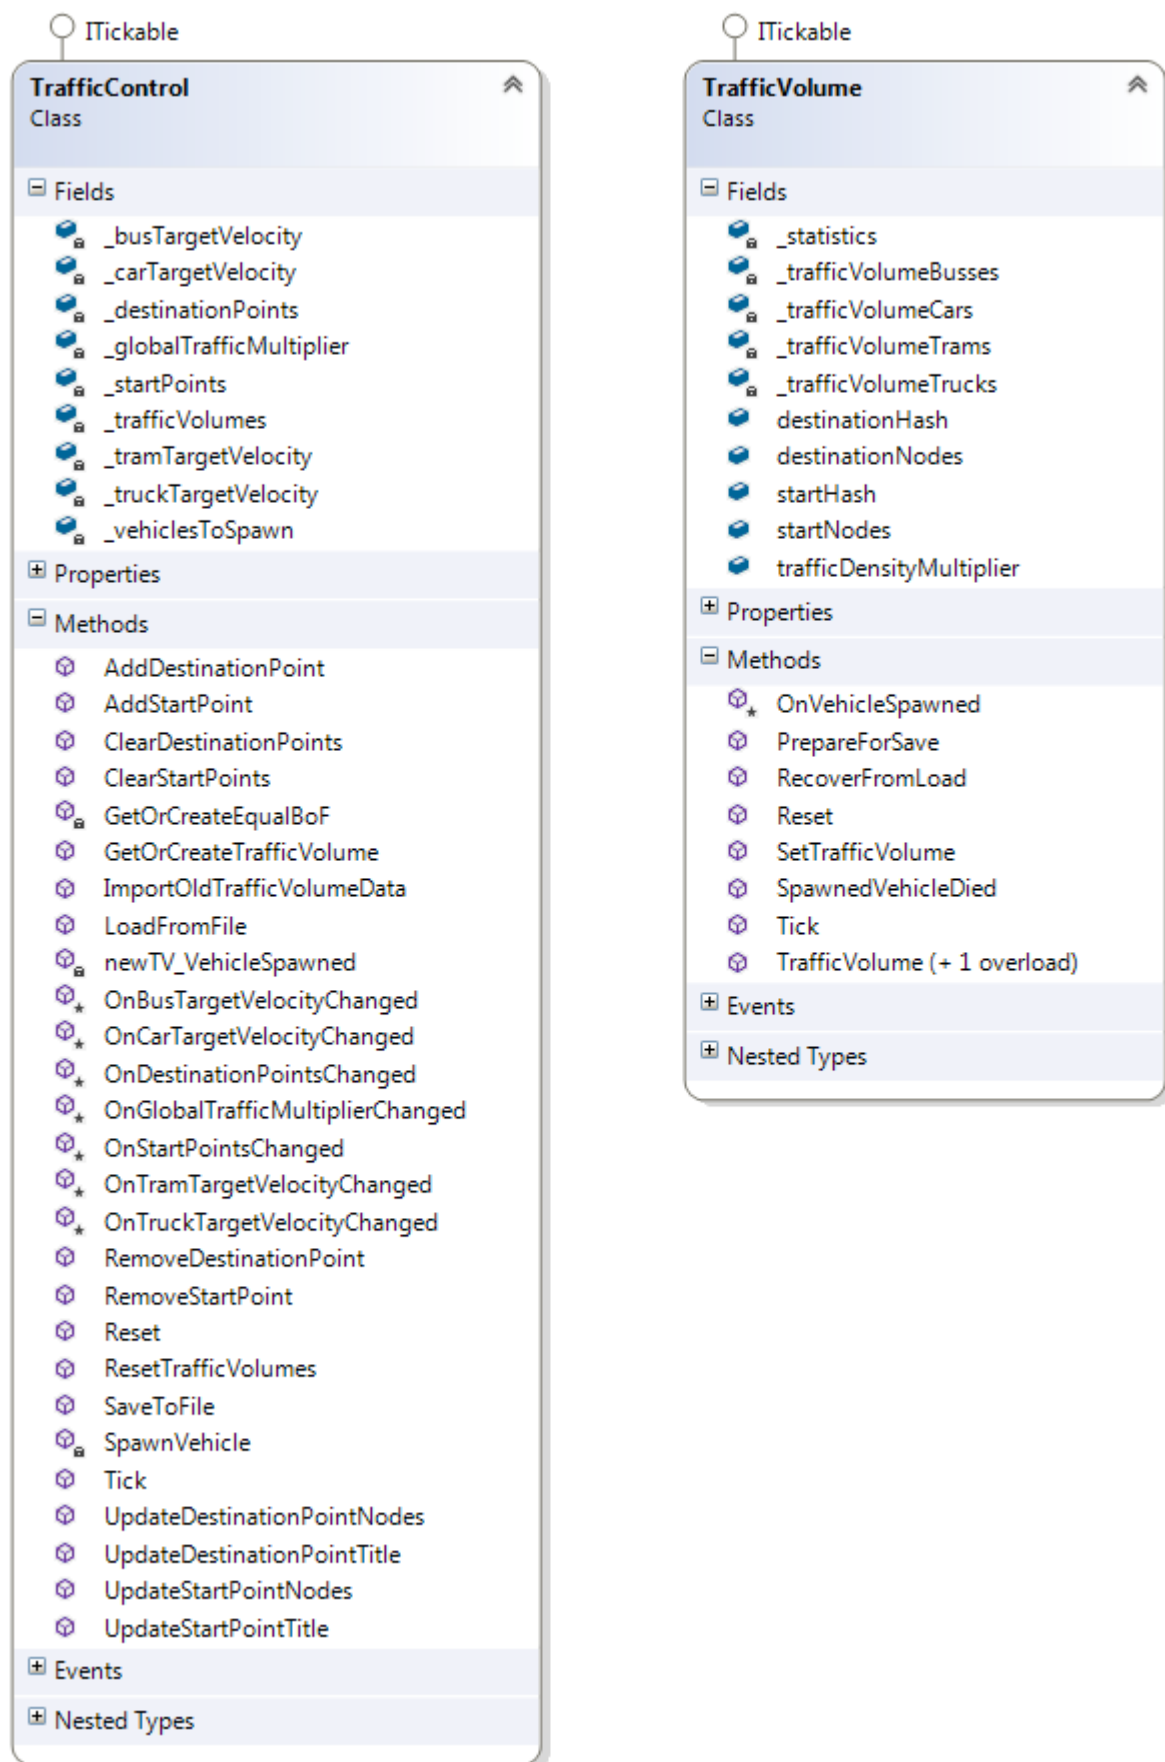 ITickable
TrafficControl
Class
Fields
_busTargetVelocity
_carTargetVelocity
_destinationPoints
_globalTrafficMultiplier
_startPoints
_trafficVolumes
_tramTargetVelocity
_truckTargetVelocity
_vehiclesToSpawn
Properties
Methods
AddDestinationPoint
AddStartPoint
ClearDestinationPoints
ClearStartPoints
GetOrCreateEqualBoF
GetOrCreateTrafficVolume
ImportOldTrafficVolumeData
LoadFromFile
newTV_VehicleSpawned
OnBusTargetVelocityChanged
OnCarTargetVelocityChanged
OnDestinationPointsChanged
OnGlobalTrafficMultiplierChanged
OnStartPointsChanged
OnTramTargetVelocityChanged
OnTruckTargetVelocityChanged
RemoveDestinationPoint
RemoveStartPoint
Reset
ResetTrafficVolumes
SaveToFile
SpawnVehicle
Tick
UpdateDestinationPointNodes
UpdateDestinationPointTitle
UpdateStartPointNodes
UpdateStartPointTitle
Events
Nested Types
ITickable
TrafficVolume
Class
Fields
_statistics
_trafficVolumeBusses
_trafficVolumeCars
_trafficVolumeTrams
_trafficVolumeTrucks
destinationHash
destinationNodes
startHash
startNodes
trafficDensityMultiplier
Properties
Methods
OnVehicleSpawned
PrepareForSave
RecoverFromLoad
Reset
SetTrafficVolume
SpawnedVehicleDied
Tick
TrafficVolume (+ 1 overload)
Events
Nested Types